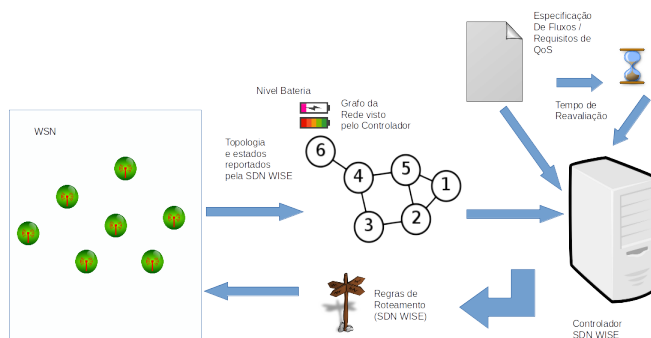 Especificação
De Fluxos /
Requisitos de
QoS
Nível Bateria
Grafo da
Rede visto
pelo Controlador
Tempo de
Reavaliação
WSN
Topologia
e estados
reportados
pela SDN WISE
6
5
4
1
3
2
Regras de
Roteamento
(SDN WISE)
Controlador
SDN WISE